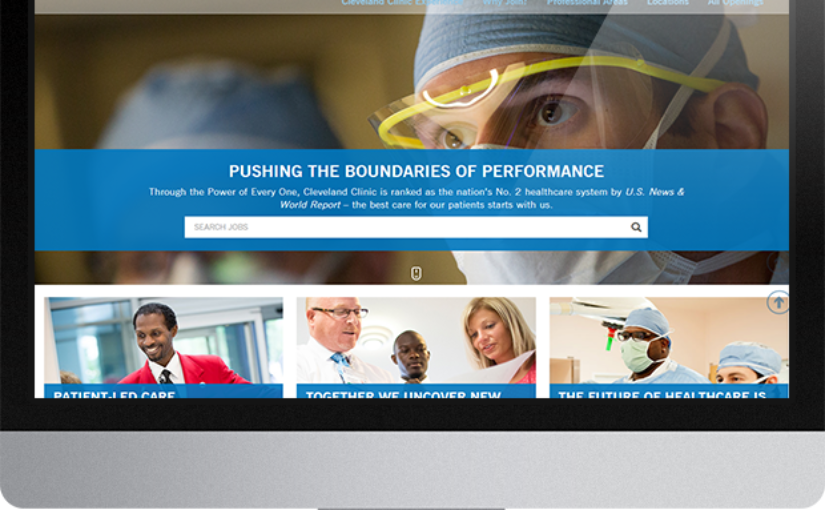 Cleveland Clinic Experience Why Join? Professional Areas Locations All Openings
PUSHING THE BOUNDARIES OF PERFORMANCE
Through the Power of Every One, Cleveland Clinic is ranked as the nation's No. 2 healthcare system by U.S. News &
World Report – the best care for our patients starts with us.
SEARCH JOBS
PATIENT-LED CARE
TOGETHER WE UNCOVER NEW
THE FUTURE OF HEALTHCARE IS